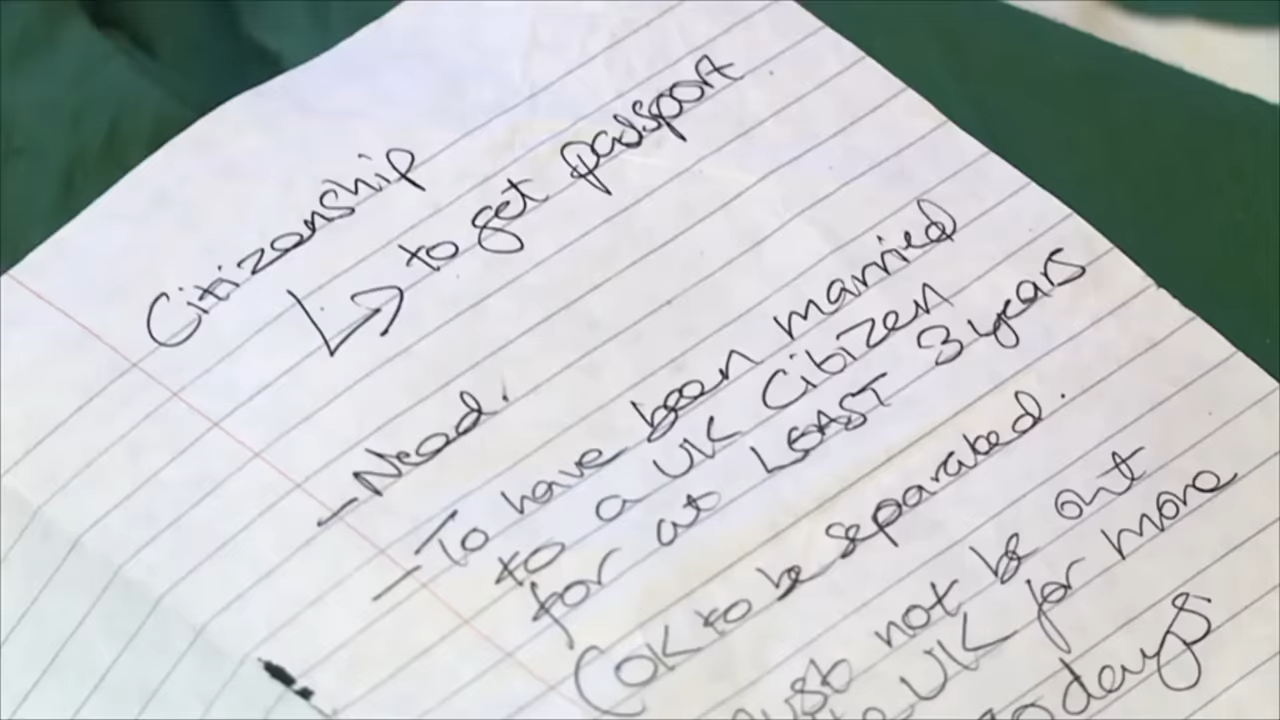 Citizenship
↳ to get passport
- Need.
- To have been married
to a UK Citizen
for at LEAST 3 years
(OK to be separated.
not be out
UK for more
days